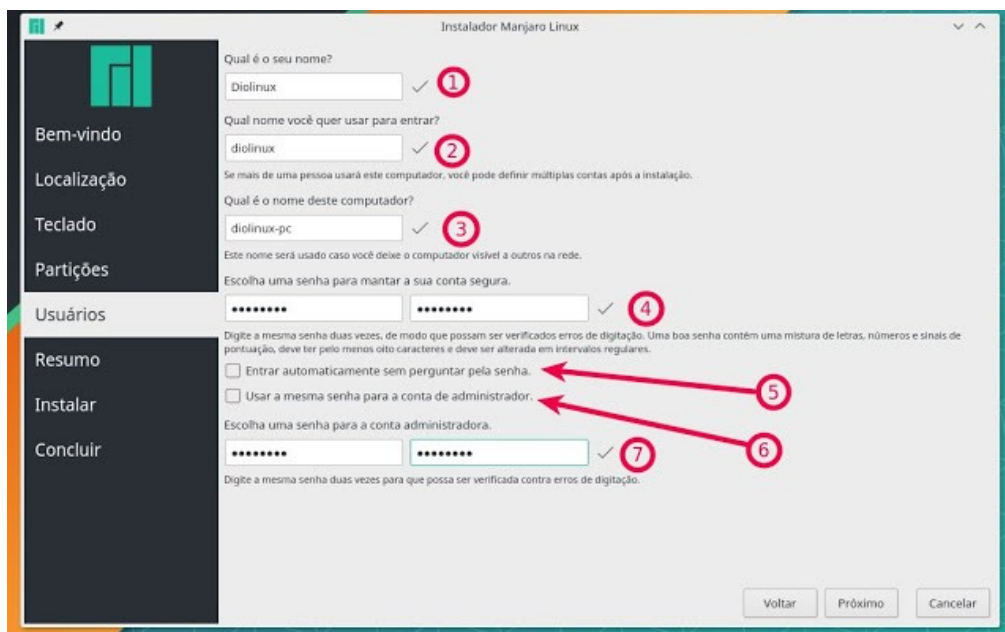 Instalador Manjaro Linux
Bem-vindo
Localização
Teclado
Partições
Usuários
Resumo
Instalar
Concluir
Qual é o seu nome?
Diolinux
1
Qual nome você quer usar para entrar?
diolinux
2
Se mais de uma pessoa usará este computador, você pode definir múltiplas contas após a instalação.
Qual é o nome deste computador?
diolinux-pc
3
Este nome será usado caso você deixe o computador visível a outros na rede.
Escolha uma senha para mantar a sua conta segura.
●●●●●●●● ●●●●●●●●
4
Digite a mesma senha duas vezes, de modo que possam ser verificados erros de digitação. Uma boa senha contém uma mistura de letras, números e sinais de
pontuação, deve ter pelo menos oito caracteres e deve ser alterada em intervalos regulares.
Entrar automaticamente sem perguntar pela senha.
5
Usar a mesma senha para a conta de administrador.
6
Escolha uma senha para a conta administradora.
●●●●●●●● ●●●●●●●●
7
Digite a mesma senha duas vezes para que possa ser verificada contra erros de digitação.
Voltar Próximo Cancelar